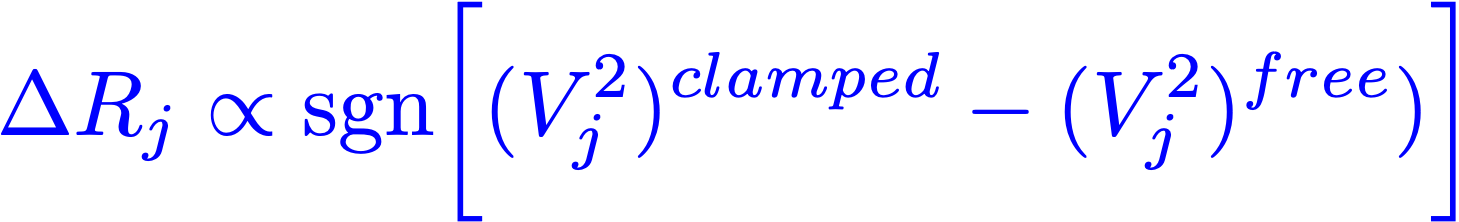 ΔR_j ∝ sgn[(V_j^2)^{clamped} − (V_j^2)^{free})]